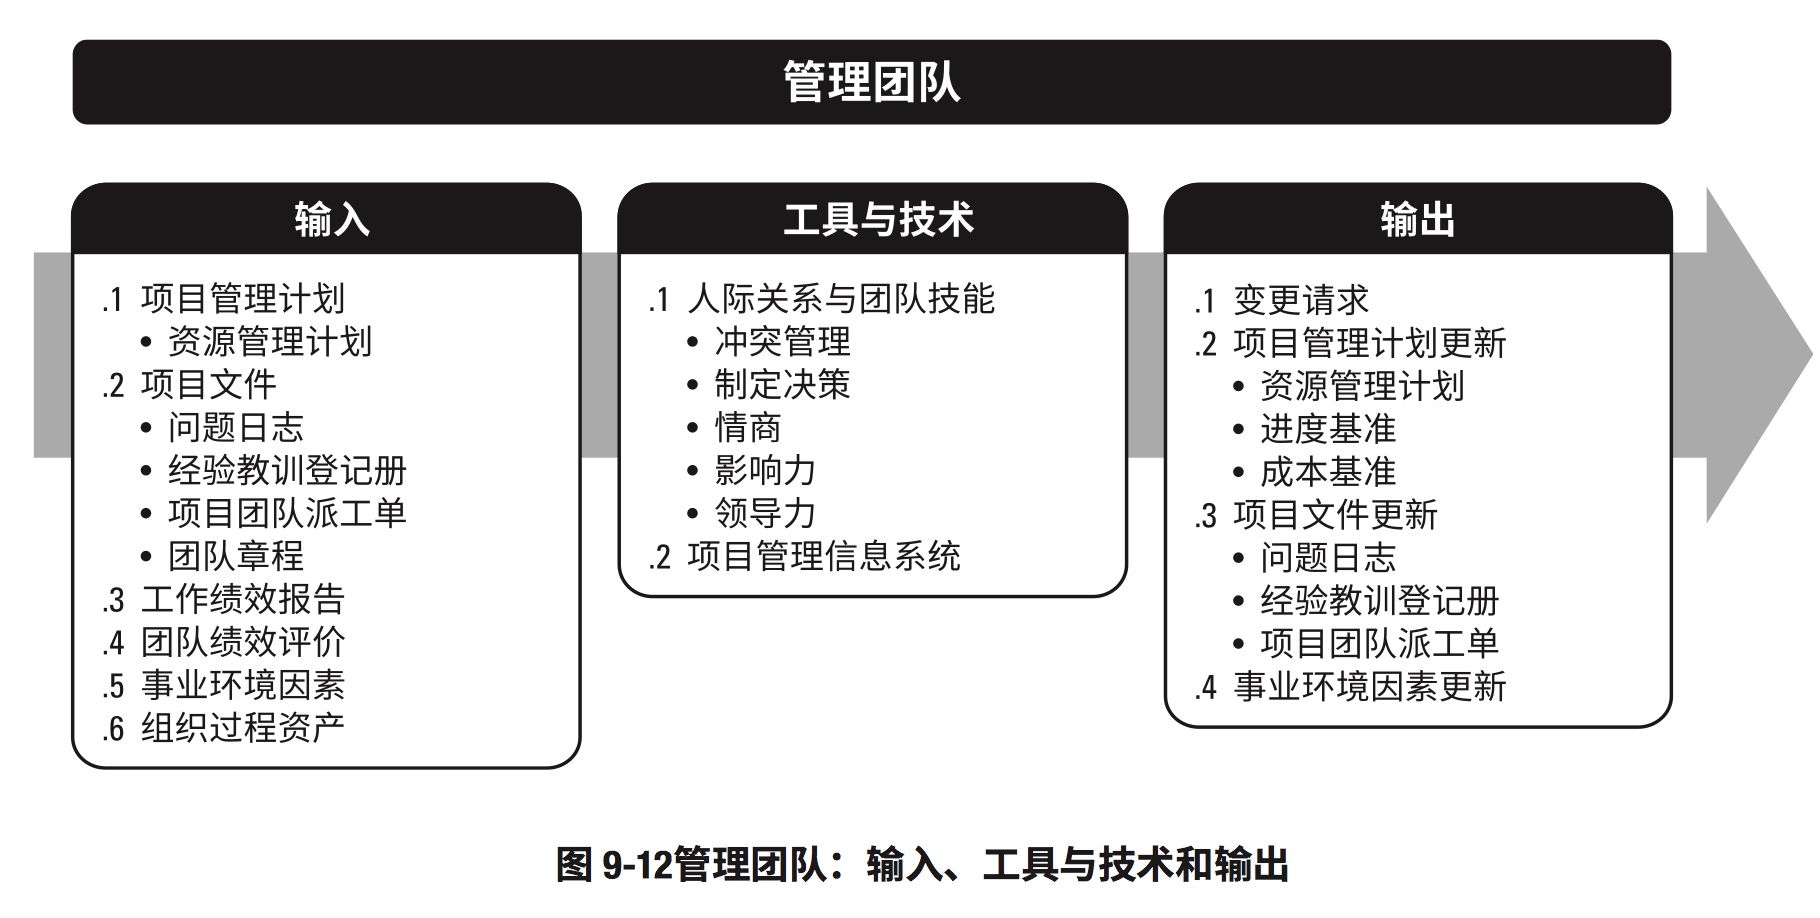 管理团队
输入
.1 项目管理计划
• 资源管理计划
.2 项目文件
• 问题日志
• 经验教训登记册
• 项目团队派工单
• 团队章程
.3 工作绩效报告
.4 团队绩效评价
.5 事业环境因素
.6 组织过程资产
工具与技术
.1 人际关系与团队技能
• 冲突管理
• 制定决策
• 情商
• 影响力
• 领导力
.2 项目管理信息系统
输出
.1 变更请求
.2 项目管理计划更新
• 资源管理计划
• 进度基准
• 成本基准
.3 项目文件更新
• 问题日志
• 经验教训登记册
• 项目团队派工单
.4 事业环境因素更新
图 9-12管理团队：输入、工具与技术和输出